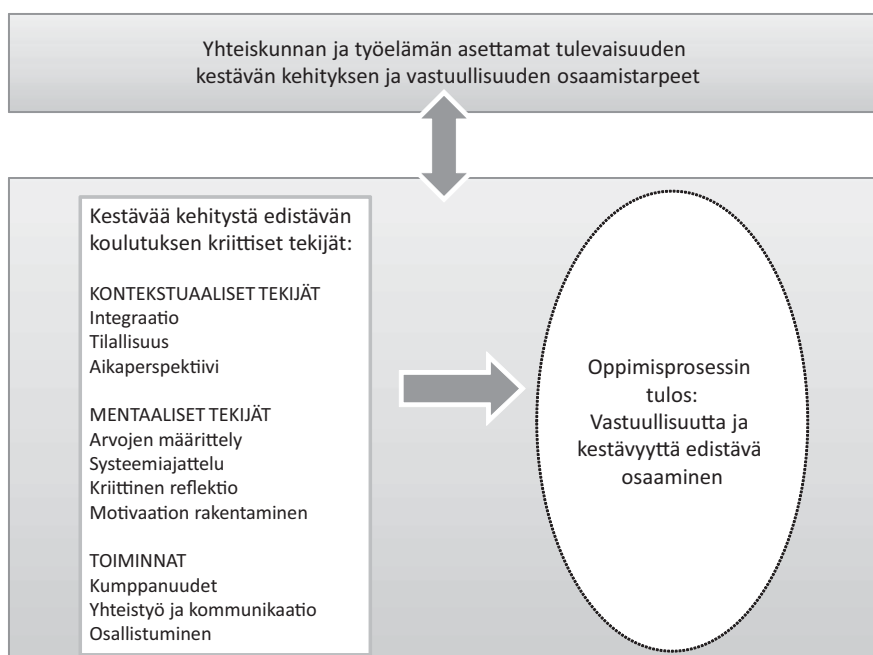 Yhteiskunnan ja työelämän asettamat tulevaisuuden
kestävän kehityksen ja vastuullisuuden osaamistarpeet
Kestävää kehitystä edistävän
koulutuksen kriittiset tekijät:
KONTEKSTUAALISET TEKIJÄT
Integraatio
Tilallisuus
Aikaperspektiivi
MENTAALISET TEKIJÄT
Arvojen määrittely
Systeemiajattelu
Kriittinen reflektio
Motivaation rakentaminen
TOIMINNAT
Kumppanuudet
Yhteistyö ja kommunikaatio
Osallistuminen
Oppimisprosessin
tulos:
Vastuullisuutta ja
kestävyyttä edistävä
osaaminen